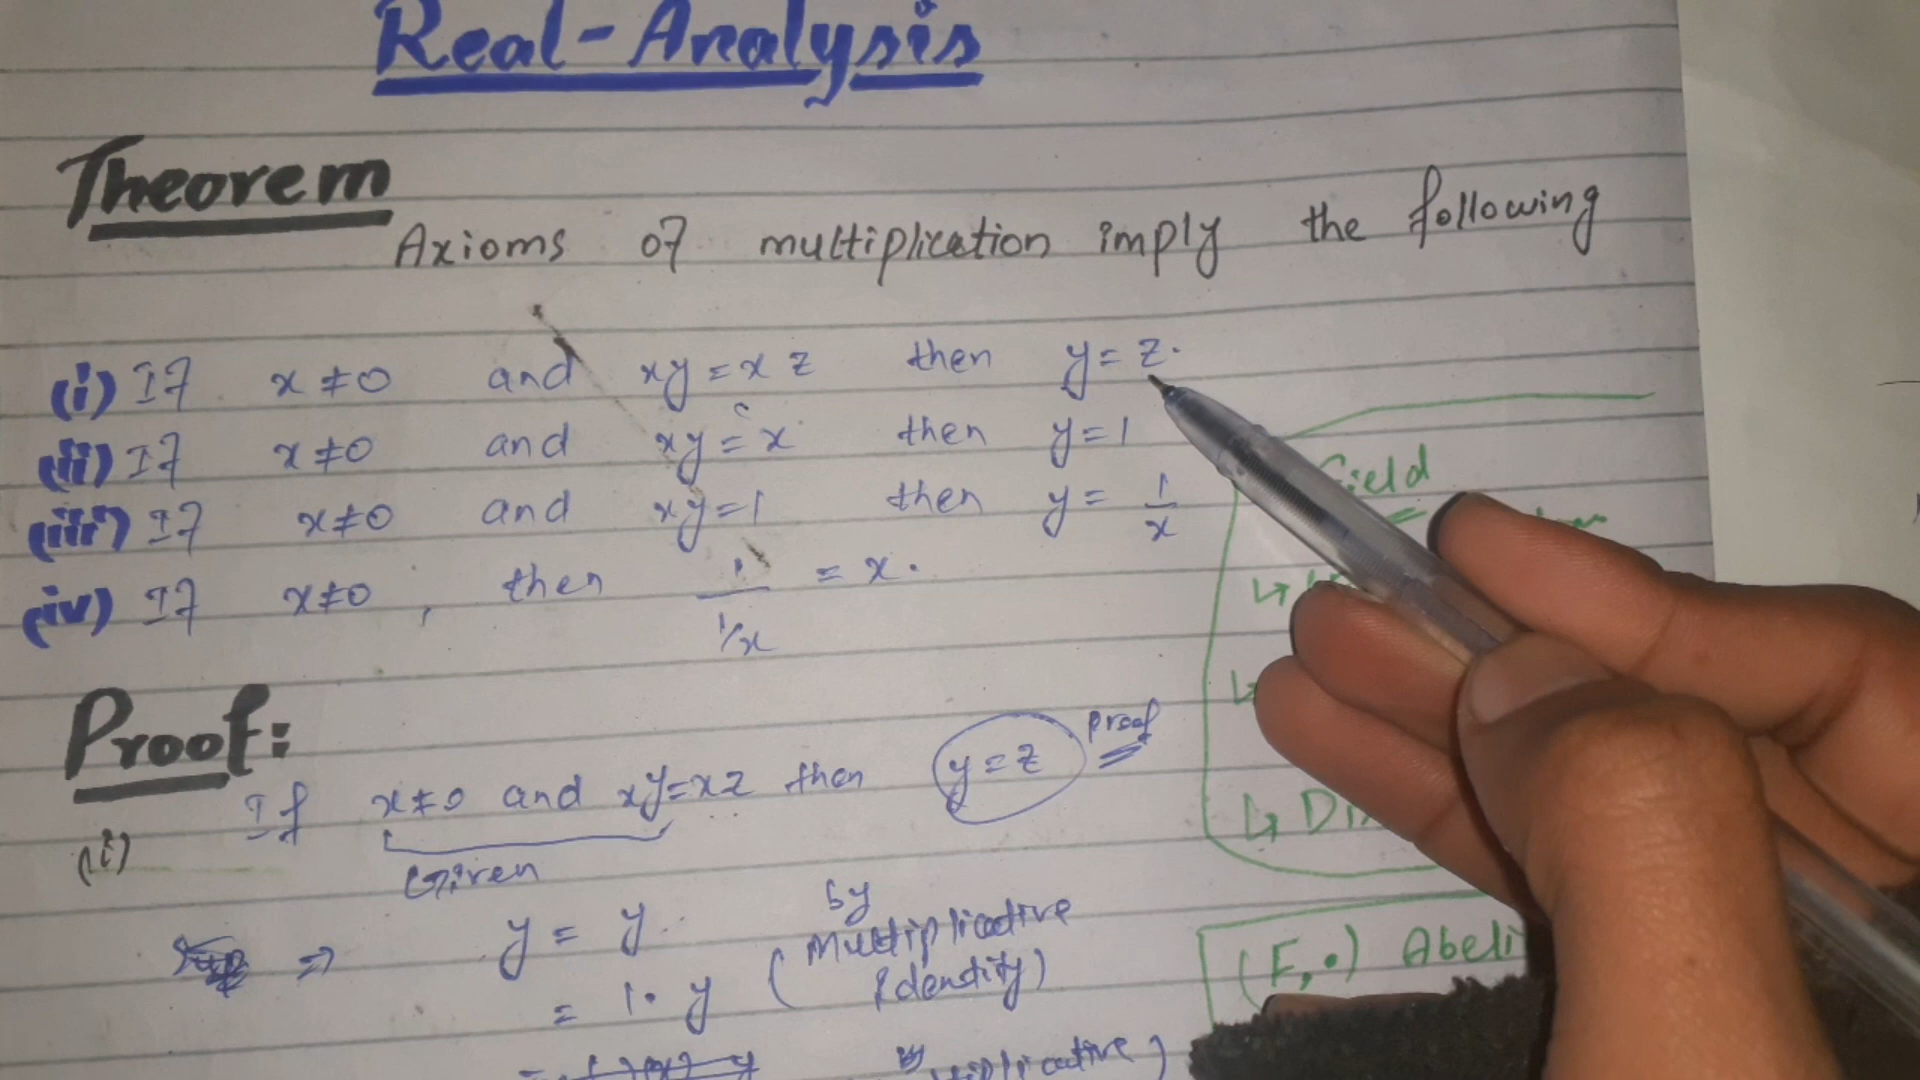 Real-Analysis
Theorem
Axioms of multiplication imply the following
(i) If x ≠ 0 and xy = x z then y = z.
(ii) If x ≠ 0 and xy = x then y = 1
(iii) If x ≠ 0 and xy = 1 then y = 1/x
(iv) If x ≠ 0, then 1/(1/x) = x.
Field
Proof:
(i) If x ≠ 0 and xy = xz then y = z proof
Given
⇒ y = y
= 1 · y (by Multiplicative Identity)
(F, •)